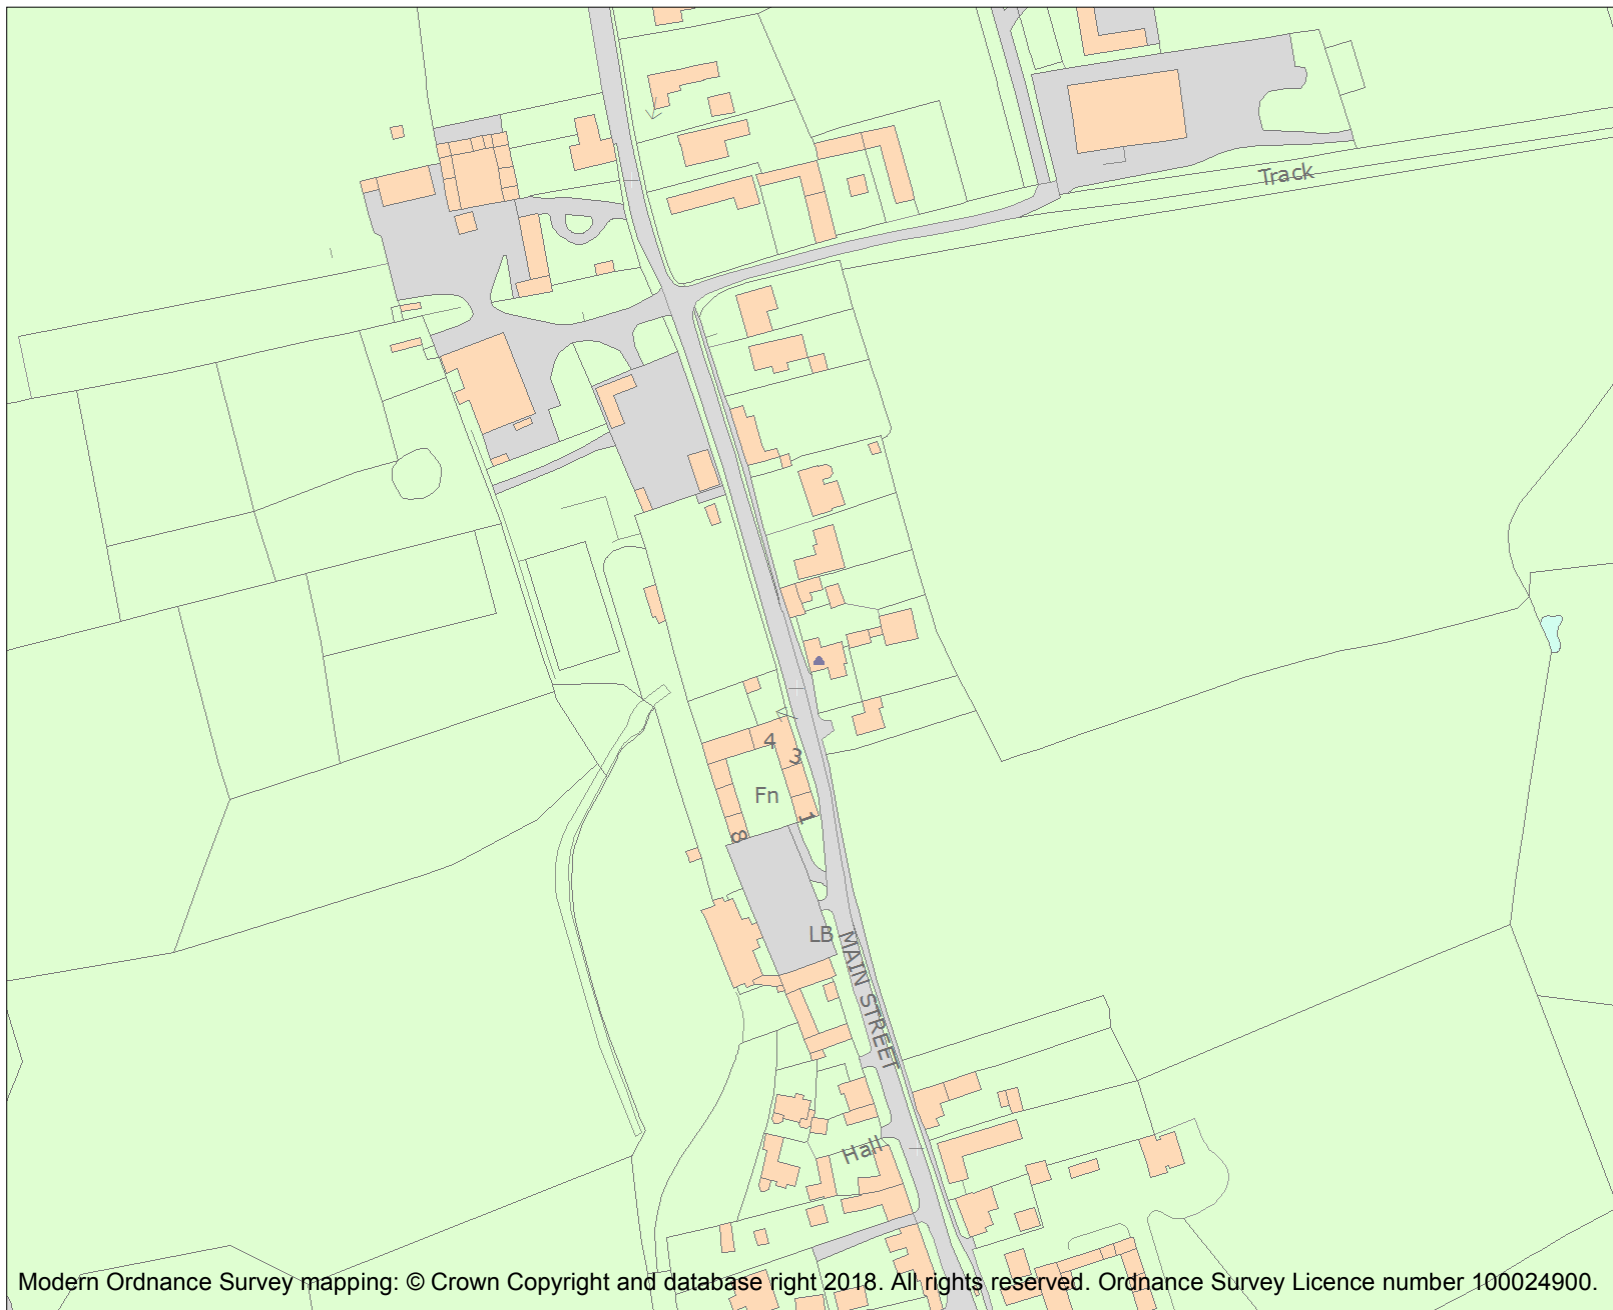 Track
4
3
Fn
1
8
LB
MAIN STREET
Hall
Modern Ordnance Survey mapping: © Crown Copyright and database right 2018. All rights reserved. Ordnance Survey Licence number 100024900.